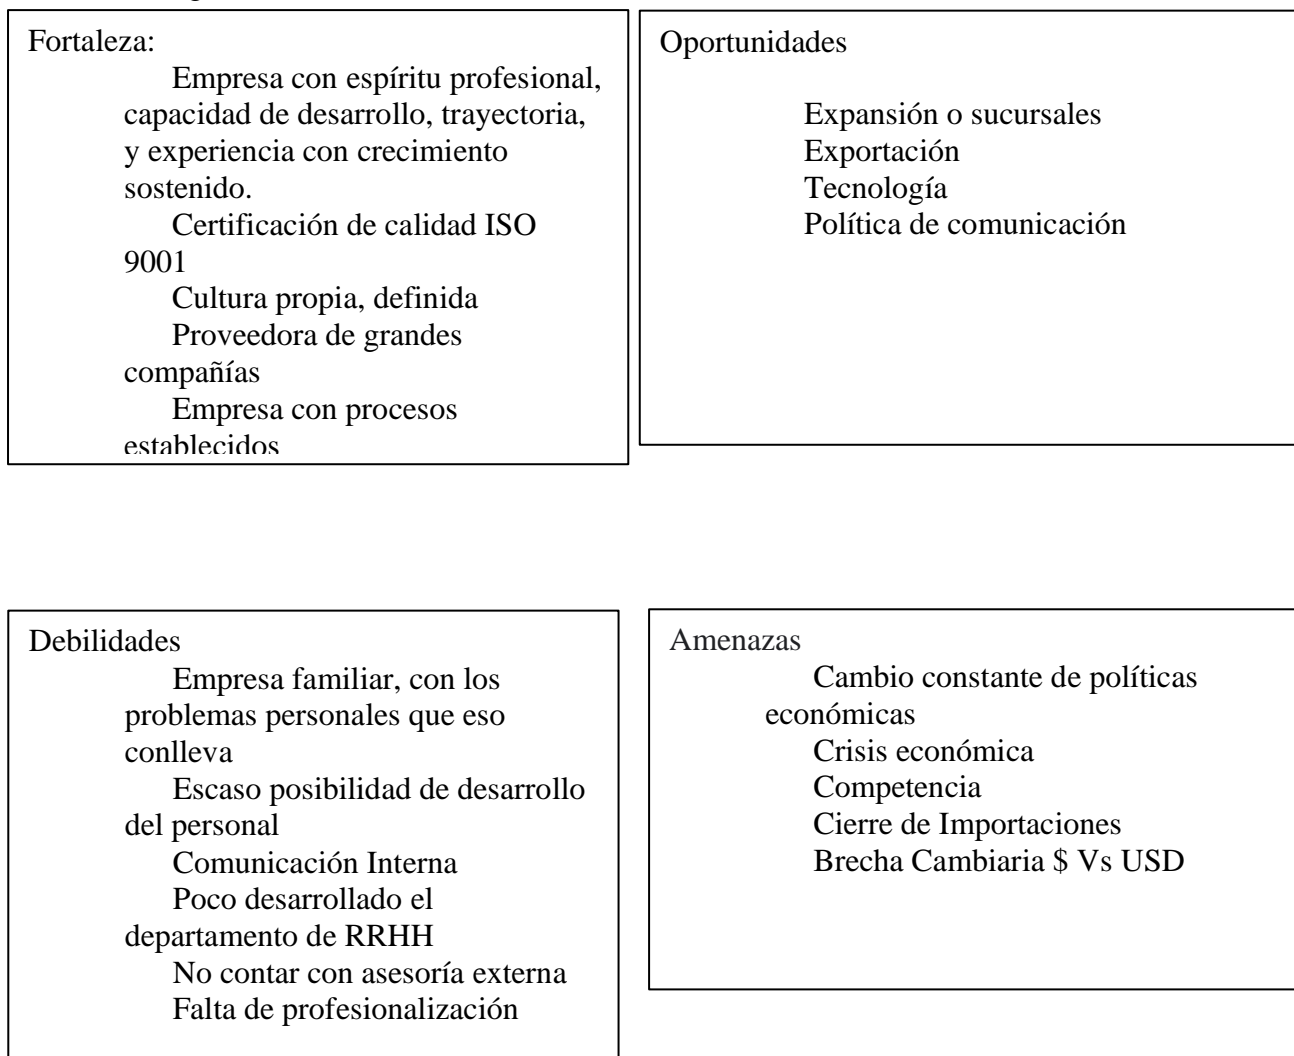 Fortaleza:
Empresa con espíritu profesional,
capacidad de desarrollo, trayectoria,
y experiencia con crecimiento
sostenido.
Certificación de calidad ISO
9001
Cultura propia, definida
Proveedora de grandes
compañías
Empresa con procesos
establecidos
Oportunidades
Expansión o sucursales
Exportación
Tecnología
Política de comunicación
Debilidades
Empresa familiar, con los
problemas personales que eso
conlleva
Escaso posibilidad de desarrollo
del personal
Comunicación Interna
Poco desarrollado el
departamento de RRHH
No contar con asesoría externa
Falta de profesionalización
Amenazas
Cambio constante de políticas
económicas
Crisis económica
Competencia
Cierre de Importaciones
Brecha Cambiaria $ Vs USD